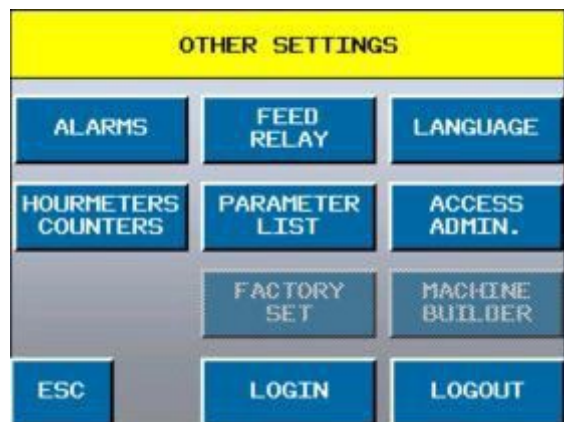 OTHER SETTINGS
ALARMS
FEED
RELAY
LANGUAGE
HOURMETERS
COUNTERS
PARAMETER
LIST
ACCESS
ADMIN.
FACTORY
SET
MACHINE
BUILDER
ESC
LOGIN
LOGOUT